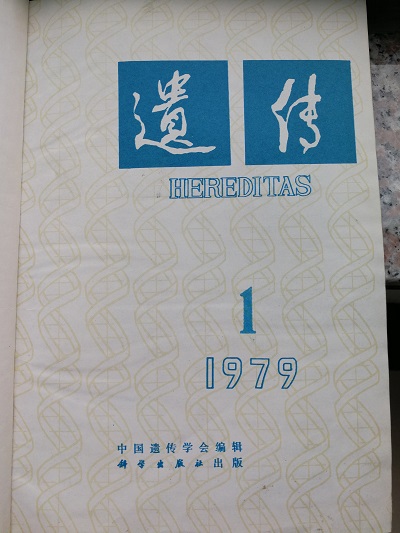 遗传
HEREDITAS
1
1979
中国遗传学会编辑
科学出版社出版